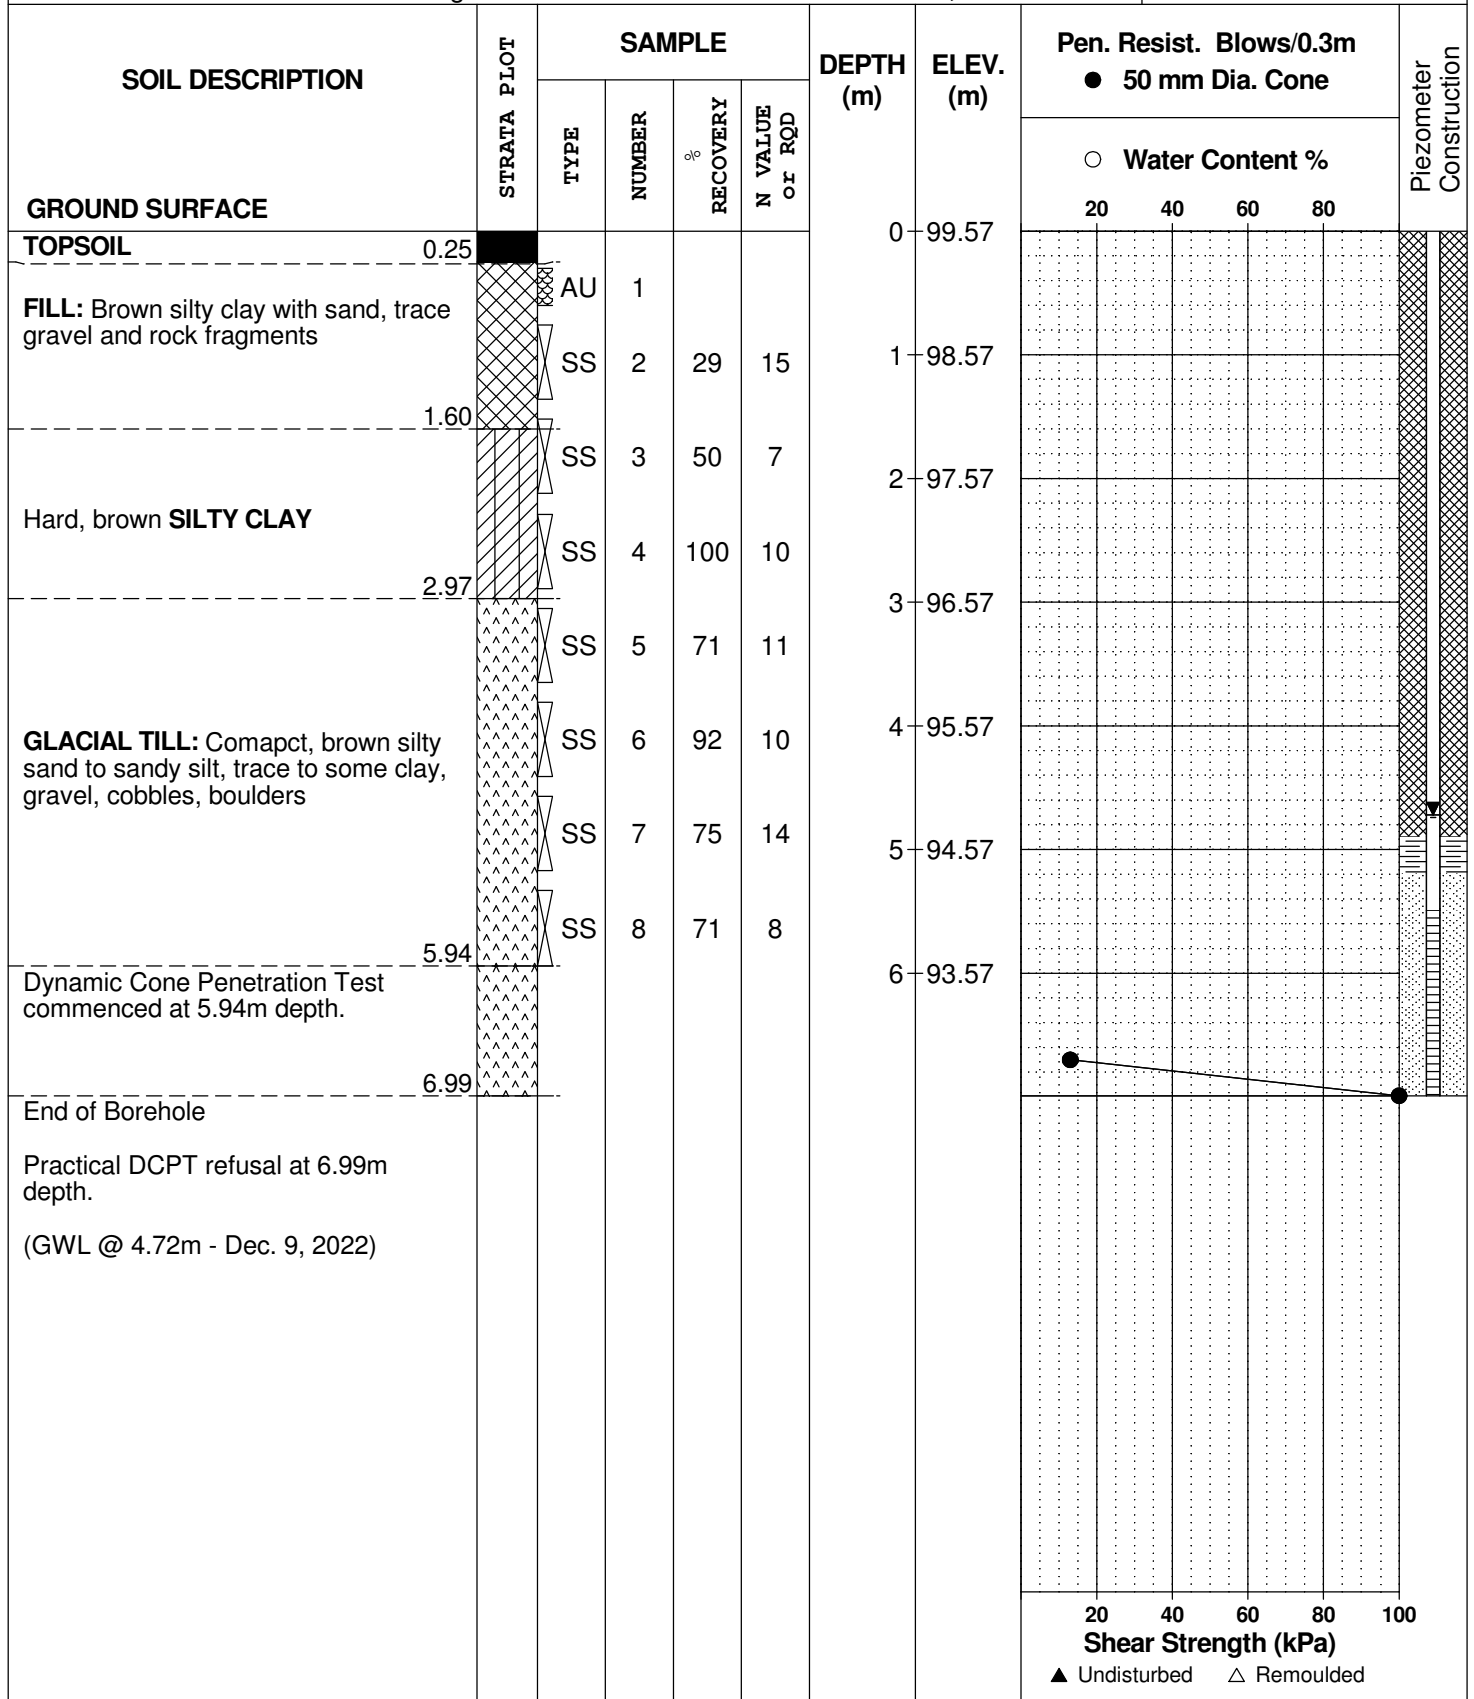 SOIL DESCRIPTION
GROUND SURFACE
STRATA PLOT
SAMPLE
TYPE
NUMBER
%
RECOVERY
N VALUE
or RQD
DEPTH
(m)
ELEV.
(m)
Pen. Resist. Blows/0.3m
● 50 mm Dia. Cone
○ Water Content %
20 40 60 80
Piezometer
Construction
0 99.57
TOPSOIL 0.25
AU 1
FILL: Brown silty clay with sand, trace
gravel and rock fragments
SS 2 29 15
1 98.57
1.60
SS 3 50 7
2 97.57
Hard, brown SILTY CLAY
SS 4 100 10
2.97
3 96.57
SS 5 71 11
4 95.57
GLACIAL TILL: Comapct, brown silty
sand to sandy silt, trace to some clay,
gravel, cobbles, boulders
SS 6 92 10
SS 7 75 14
5 94.57
SS 8 71 8
5.94
6 93.57
Dynamic Cone Penetration Test
commenced at 5.94m depth.
6.99
End of Borehole
Practical DCPT refusal at 6.99m
depth.
(GWL @ 4.72m - Dec. 9, 2022)
20 40 60 80 100
Shear Strength (kPa)
▲ Undisturbed △ Remoulded